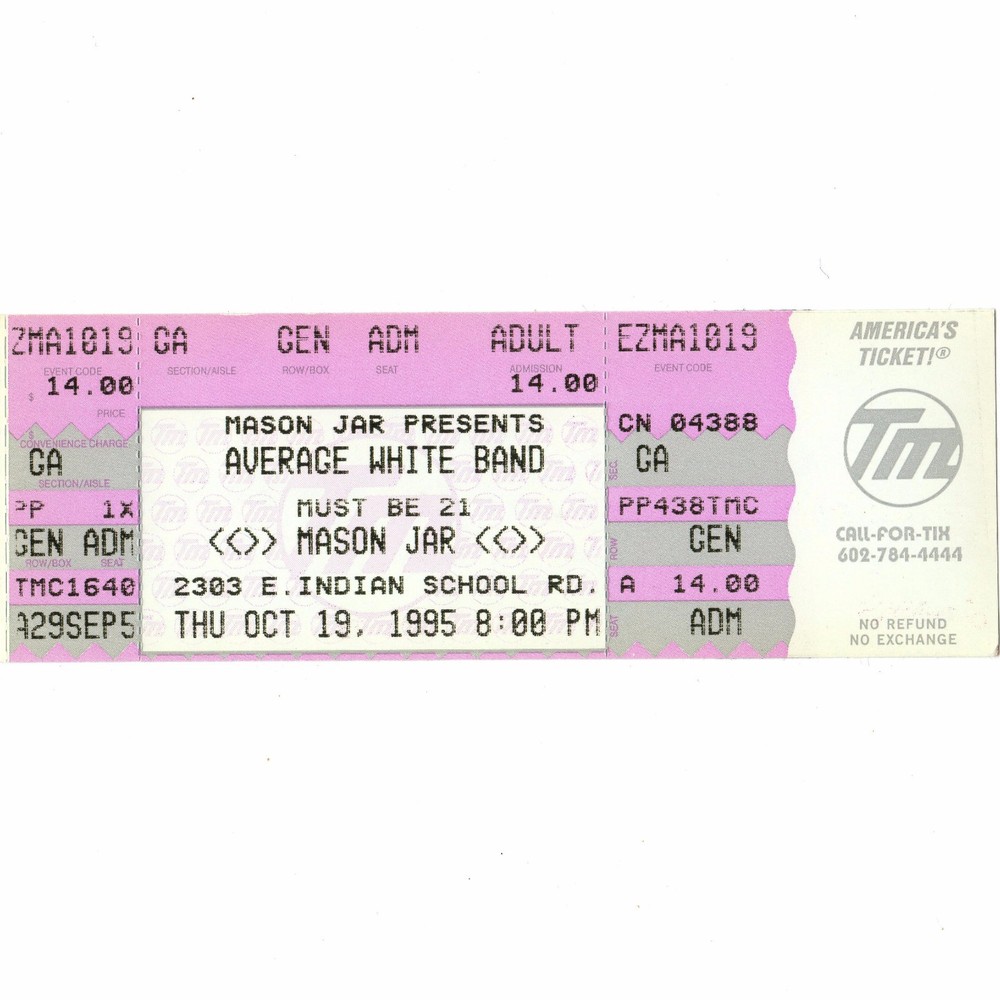 ZMA1019 GA GEN ADM ADULT EZMA1019
EVENT CODE SECTION/AISLE ROW/BOX SEAT ADMISSION EVENT CODE
$ 14.00 14.00
PRICE
CONVENIENCE CHARGE
GA
SECTION/AISLE
PP 1X
GEN ADM
ROW/BOX SEAT
TMC1640
A29SEP5
MASON JAR PRESENTS
AVERAGE WHITE BAND
MUST BE 21
<<>> MASON JAR <<>>
2303 E.INDIAN SCHOOL RD.
THU OCT 19, 1995 8:00 PM
CN 04388
SEC. GA
PP438TMC
ROW GEN
A 14.00
SEAT ADM
AMERICA'S
TICKET!®
Tm
CALL-FOR-TIX
602-784-4444
NO REFUND
NO EXCHANGE